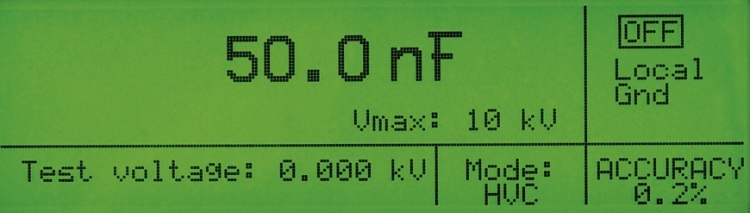 50.0 nF
Vmax: 10 kV
OFF
Local
Gnd
Test voltage: 0.000 kV
Mode:
HVC
ACCURACY
0.2%